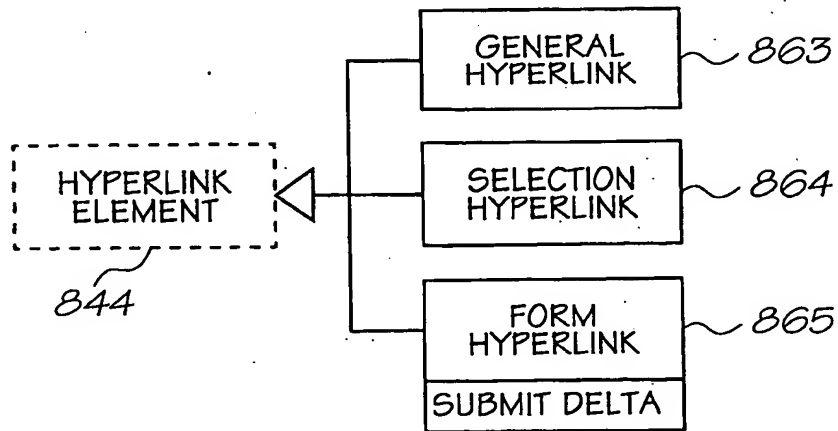 GENERAL
HYPERLINK
863
HYPERLINK
ELEMENT
844
SELECTION
HYPERLINK
864
FORM
HYPERLINK
865
SUBMIT DELTA